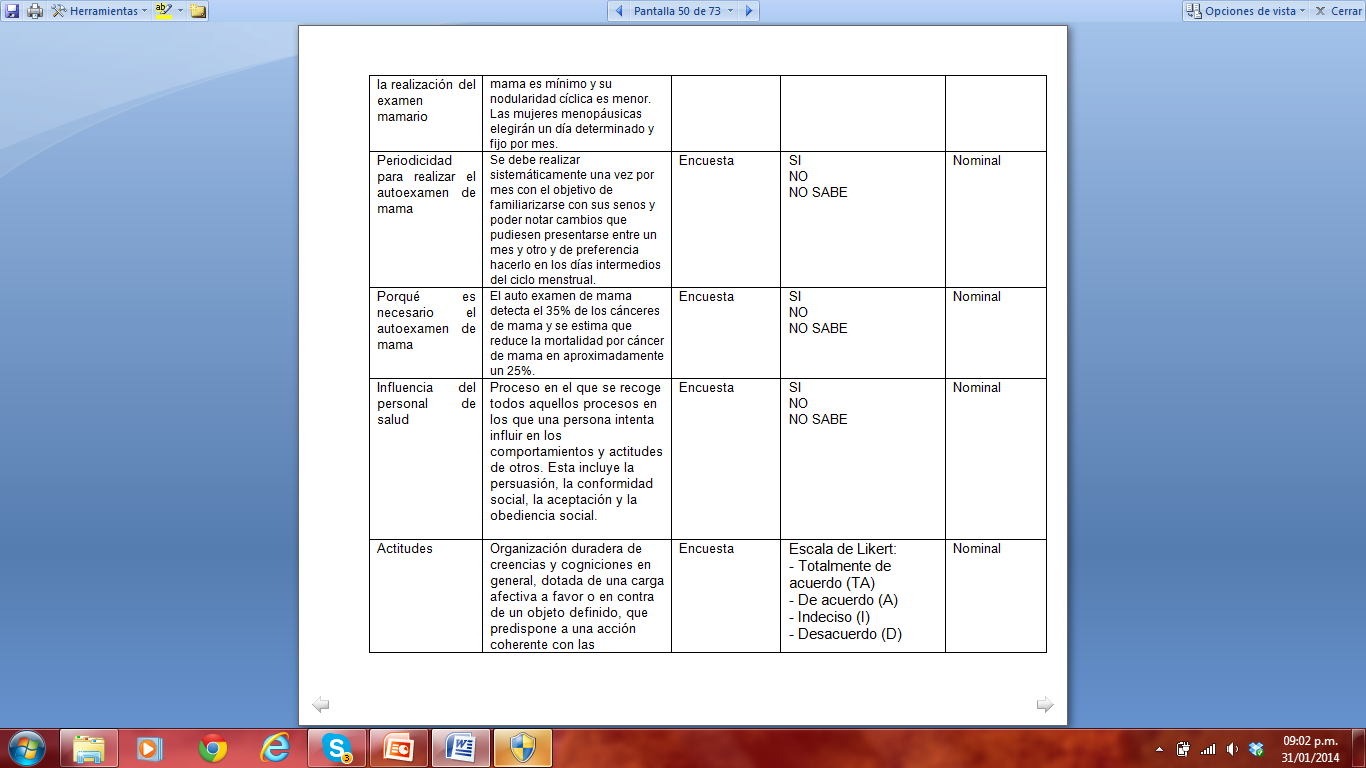 Herramientas
Pantalla 50 de 73
Opciones de vista
Cerrar
la realización del
examen
mamario
mama es mínimo y su
nodularidad cíclica es menor.
Las mujeres menopáusicas
elegirán un día determinado y
fijo por mes.
Periodicidad
para realizar el
autoexamen de
mama
Se debe realizar
sistemáticamente una vez por
mes con el objetivo de
familiarizarse con sus senos y
poder notar cambios que
pudiesen presentarse entre un
mes y otro y de preferencia
hacerlo en los días intermedios
del ciclo menstrual.
Encuesta
SI
NO
NO SABE
Nominal
Porqué es
necesario el
autoexamen de
mama
El auto examen de mama
detecta el 35% de los cánceres
de mama y se estima que
reduce la mortalidad por cáncer
de mama en aproximadamente
un 25%.
Encuesta
SI
NO
NO SABE
Nominal
Influencia del
personal de
salud
Proceso en el que se recoge
todos aquellos procesos en
los que una persona intenta
influir en los
comportamientos y actitudes
de otros. Esta incluye la
persuasión, la conformidad
social, la aceptación y la
obediencia social.
Encuesta
SI
NO
NO SABE
Nominal
Actitudes
Organización duradera de
creencias y cogniciones en
general, dotada de una carga
afectiva a favor o en contra
de un objeto definido, que
predispone a una acción
coherente con las
Encuesta
Escala de Likert:
- Totalmente de
acuerdo (TA)
- De acuerdo (A)
- Indeciso (I)
- Desacuerdo (D)
Nominal
3
09:02 p.m.
31/01/2014